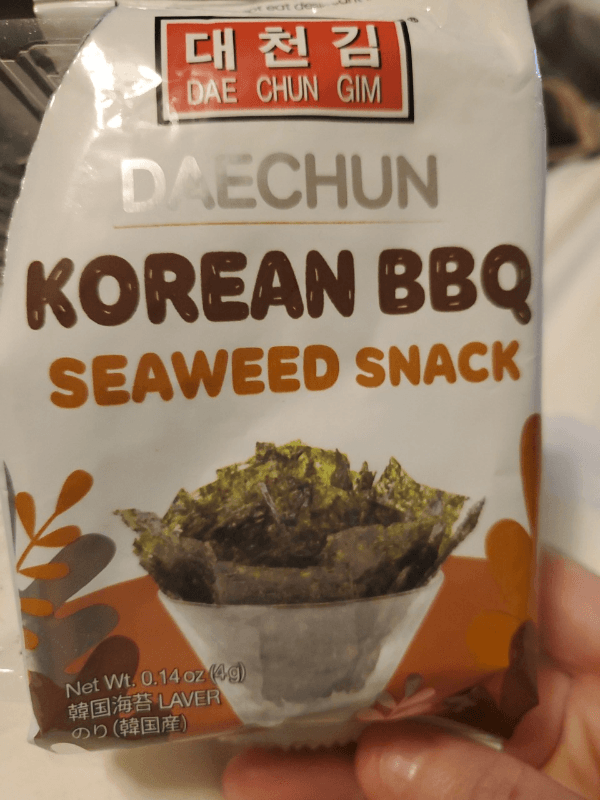 eat
대천김
DAE CHUN GIM
DAECHUN
KOREAN BBQ
SEAWEED SNACK
Net Wt. 0.14 oz (4g)
韓国海苔 LAVER
のり(韓国産)